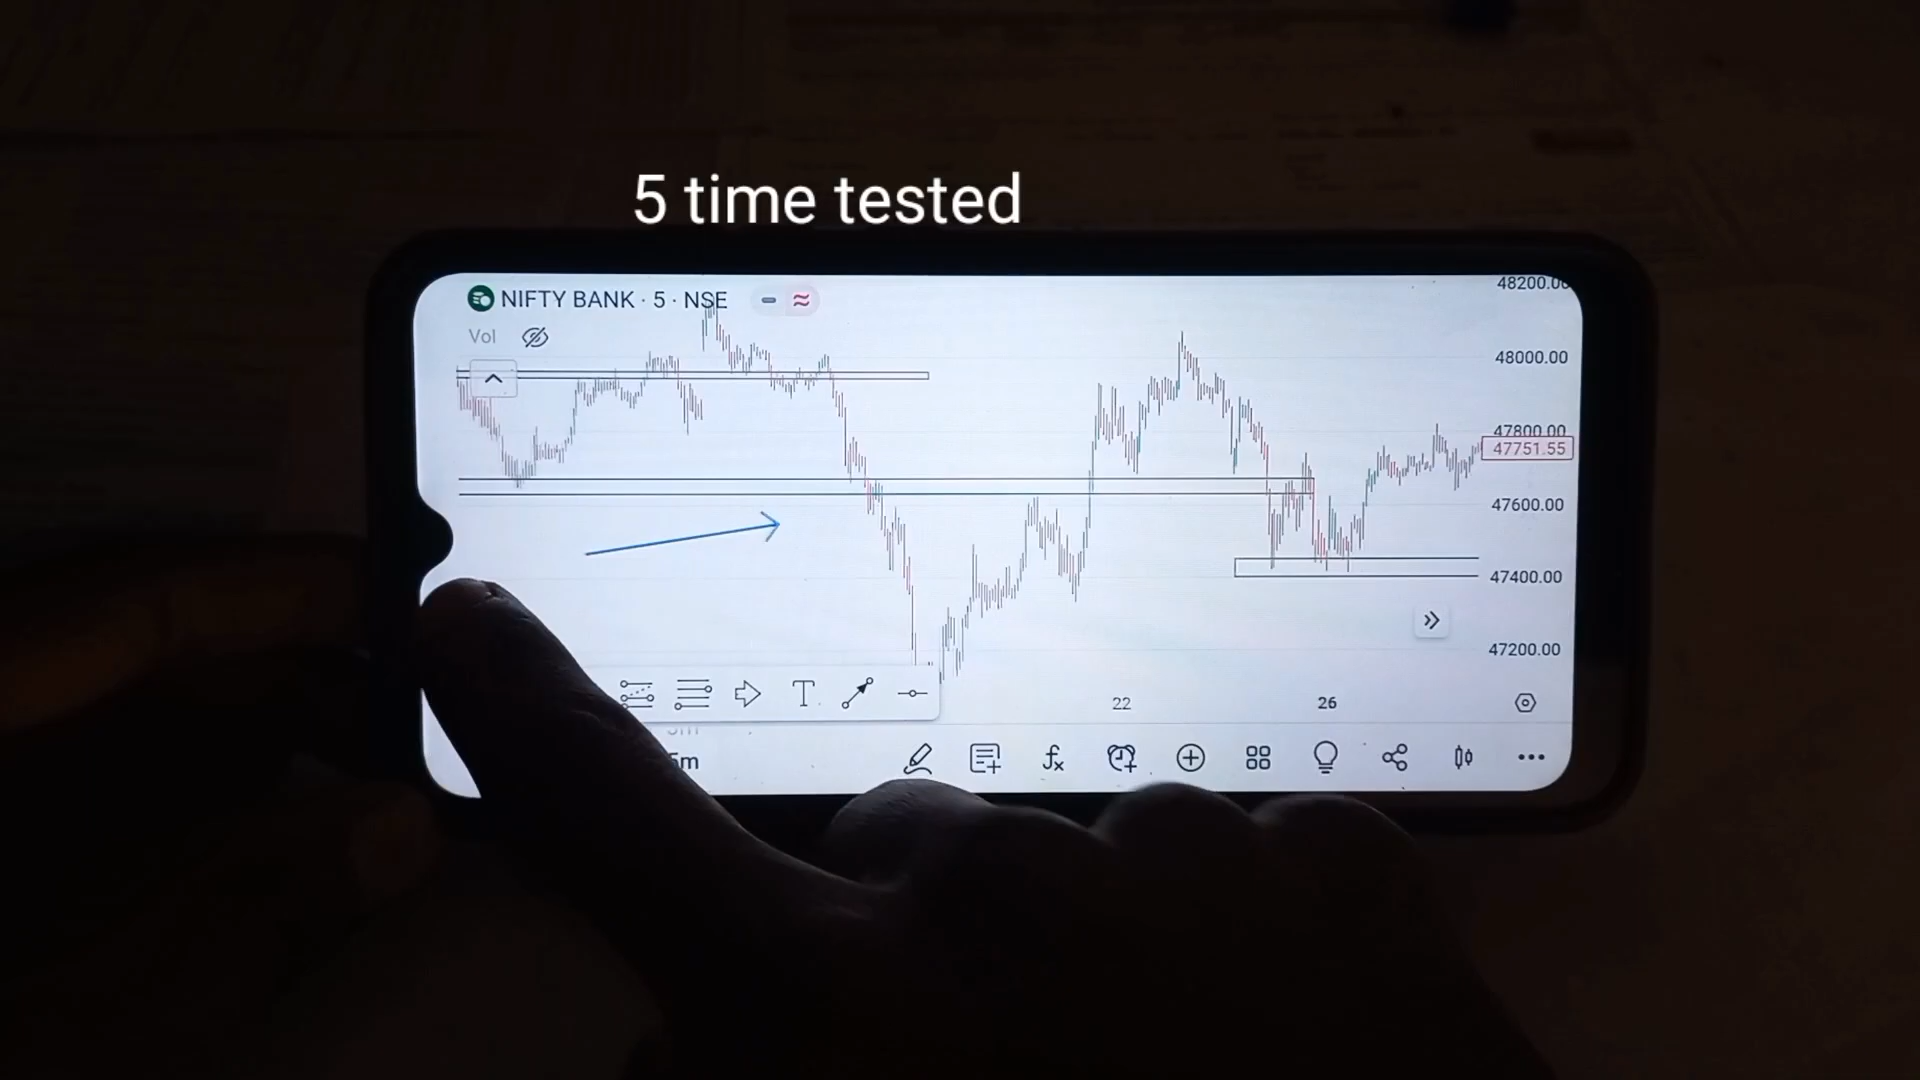 5 time tested
NIFTY BANK · 5 · NSE
Vol
48200.00
48000.00
47800.00
47751.55
47600.00
47400.00
47200.00
22
26
T
5m
fx